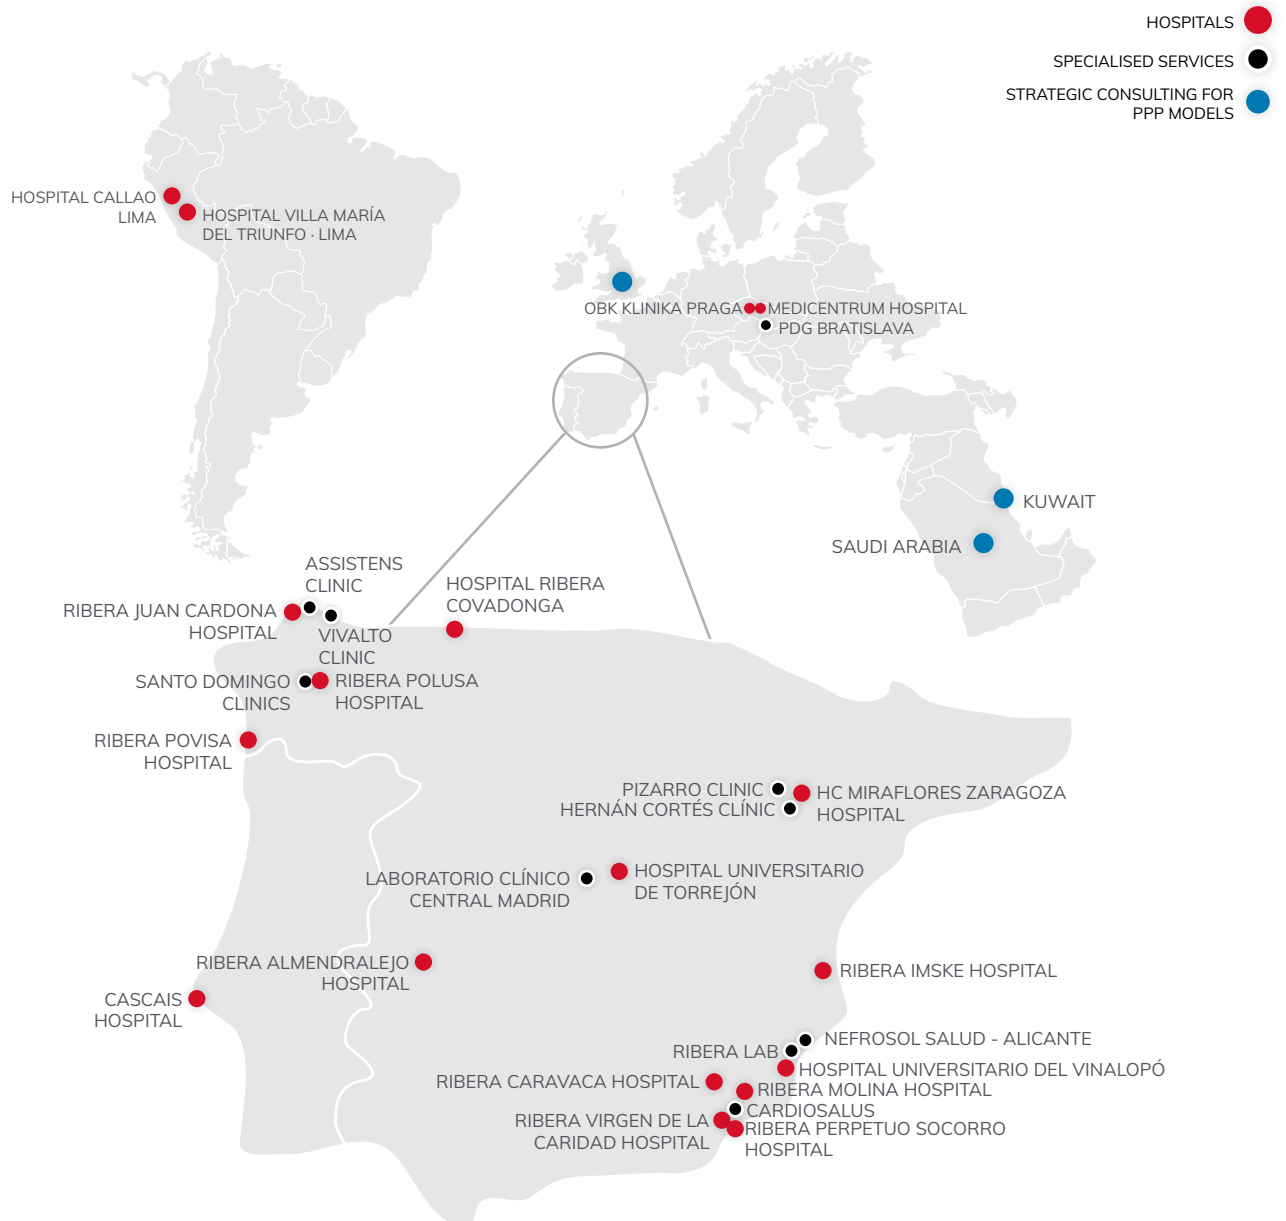 HOSPITALS
SPECIALISED SERVICES
STRATEGIC CONSULTING FOR
PPP MODELS
HOSPITAL CALLAO
LIMA
HOSPITAL VILLA MARÍA
DEL TRIUNFO · LIMA
OBK KLINIKA PRAGA
MEDICENTRUM HOSPITAL
PDG BRATISLAVA
KUWAIT
SAUDI ARABIA
ASSISTENS
CLINIC
HOSPITAL RIBERA
COVADONGA
RIBERA JUAN CARDONA
HOSPITAL
VIVALTO
CLINIC
SANTO DOMINGO
CLINICS
RIBERA POLUSA
HOSPITAL
RIBERA POVISA
HOSPITAL
PIZARRO CLINIC
HERNÁN CORTÉS CLÍNIC
HC MIRAFLORES ZARAGOZA
HOSPITAL
LABORATORIO CLÍNICO
CENTRAL MADRID
HOSPITAL UNIVERSITARIO
DE TORREJÓN
RIBERA ALMENDRALEJO
HOSPITAL
RIBERA IMSKE HOSPITAL
CASCAIS
HOSPITAL
NEFROSOL SALUD - ALICANTE
RIBERA LAB
HOSPITAL UNIVERSITARIO DEL VINALOPÓ
RIBERA CARAVACA HOSPITAL
RIBERA MOLINA HOSPITAL
CARDIOSALUS
RIBERA VIRGEN DE LA
CARIDAD HOSPITAL
RIBERA PERPETUO SOCORRO
HOSPITAL